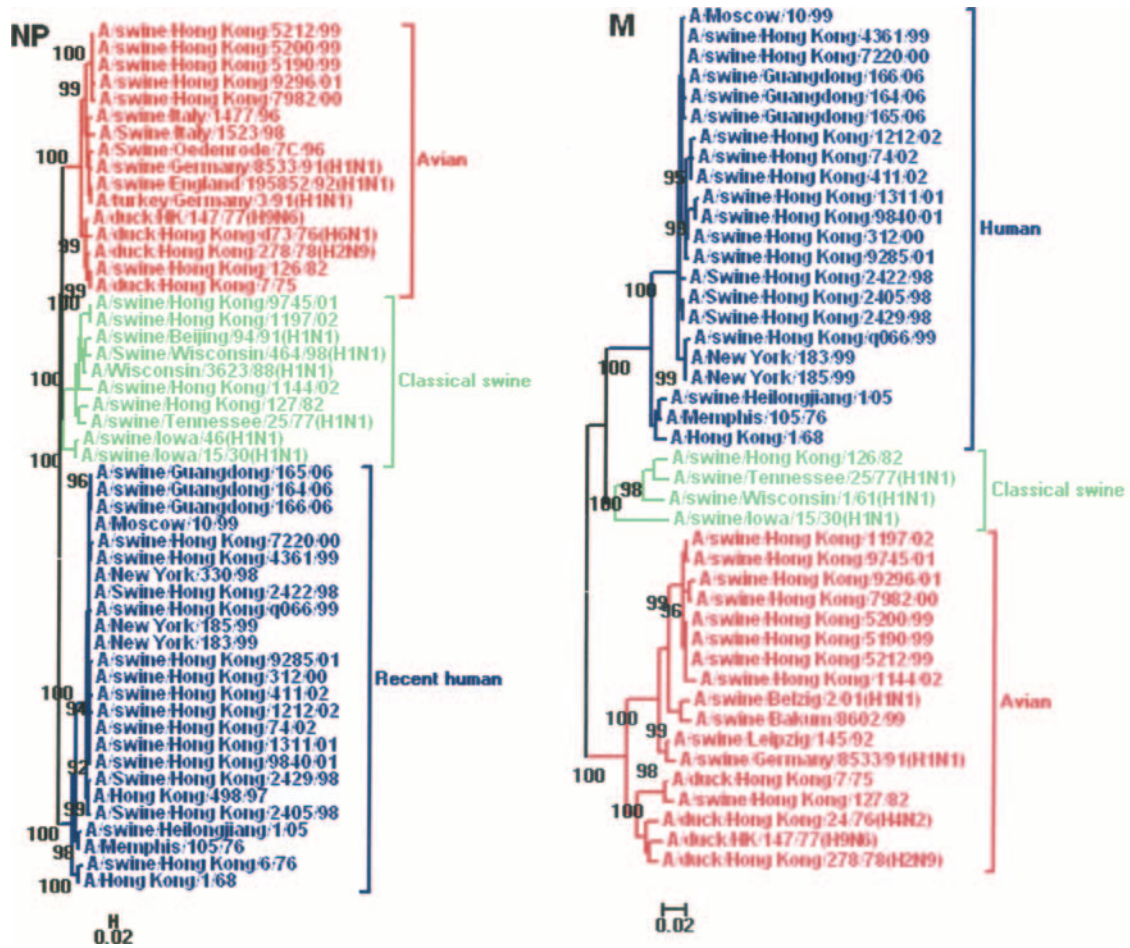 NP
A/swine/Hong Kong/5212/99
A/swine/Hong Kong/5200/99
A/swine/Hong Kong/5190/99
A/swine/Hong Kong/9296/01
A/swine/Hong Kong/7982/00
A/swine/Italy/1477/96
A/Swine/Italy/1523/98
A/Swine/Oedenrode/7C/96
A/swine/Germany/8533/91(H1N1)
A/swine/England/195852/92(H1N1)
A/turkey/Germany/3/91(H1N1)
A/duck/HK/147/77(H9N6)
A/duck/Hong Kong/d73/76(H6N1)
A/duck/Hong Kong/278/78(H2N9)
A/swine/Hong Kong/126/82
A/duck/Hong Kong/7/75
Avian
A/swine/Hong Kong/9745/01
A/swine/Hong Kong/1197/02
A/swine/Beijing/94/91(H1N1)
A/Swine/Wisconsin/464/98(H1N1)
A/Wisconsin/3623/88(H1N1)
A/swine/Hong Kong/1144/02
A/swine/Hong Kong/127/82
A/swine/Tennessee/25/77(H1N1)
A/swine/Iowa/46(H1N1)
A/swine/Iowa/15/30(H1N1)
Classical swine
A/swine/Guangdong/165/06
A/swine/Guangdong/164/06
A/swine/Guangdong/166/06
A/Moscow/10/99
A/swine/Hong Kong/7220/00
A/swine/Hong Kong/4361/99
A/New York/330/98
A/Swine/Hong Kong/2422/98
A/swine/Hong Kong/q066/99
A/New York/185/99
A/New York/183/99
A/swine/Hong Kong/9285/01
A/swine/Hong Kong/312/00
A/swine/Hong Kong/411/02
A/swine/Hong Kong/1212/02
A/swine/Hong Kong/74/02
A/swine/Hong Kong/1311/01
A/swine/Hong Kong/9840/01
A/Swine/Hong Kong/2429/98
A/Hong Kong/498/97
A/Swine/Hong Kong/2405/98
A/swine/Heilongjiang/1/05
A/Memphis/105/76
A/swine/Hong Kong/6/76
A/Hong Kong/1/68
Recent human
100
99
100
99
99
100
100
100
96
100
92
99
100
98
100
0.02
M
A/Moscow/10/99
A/swine/Hong Kong/4361/99
A/swine/Hong Kong/7220/00
A/swine/Guangdong/166/06
A/swine/Guangdong/164/06
A/swine/Guangdong/165/06
A/swine/Hong Kong/1212/02
A/swine/Hong Kong/74/02
A/swine/Hong Kong/411/02
A/swine/Hong Kong/1311/01
A/swine/Hong Kong/9840/01
A/swine/Hong Kong/312/00
A/swine/Hong Kong/9285/01
A/Swine/Hong Kong/2422/98
A/Swine/Hong Kong/2405/98
A/Swine/Hong Kong/2429/98
A/swine/Hong Kong/q066/99
A/New York/183/99
A/New York/185/99
A/swine/Heilongjiang/1/05
A/Memphis/105/76
A/Hong Kong/1/68
Human
A/swine/Hong Kong/126/82
A/swine/Tennessee/25/77(H1N1)
A/swine/Wisconsin/1/61(H1N1)
A/swine/Iowa/15/30(H1N1)
Classical swine
A/swine/Hong Kong/1197/02
A/swine/Hong Kong/9745/01
A/swine/Hong Kong/9296/01
A/swine/Hong Kong/7982/00
A/swine/Hong Kong/5200/99
A/swine/Hong Kong/5190/99
A/swine/Hong Kong/5212/99
A/swine/Hong Kong/1144/02
A/swine/Belzig/2/01(H1N1)
A/swine/Bakum/8602/99
A/swine/Leipzig/145/92
A/swine/Germany/8533/91(H1N1)
A/duck/Hong Kong/7/75
A/swine/Hong Kong/127/82
A/duck/Hong Kong/24/76(H4N2)
A/duck/HK/147/77(H9N6)
A/duck/Hong Kong/278/78(H2N9)
Avian
95
100
100
99
98
100
99
96
100
99
98
100
100
0.02